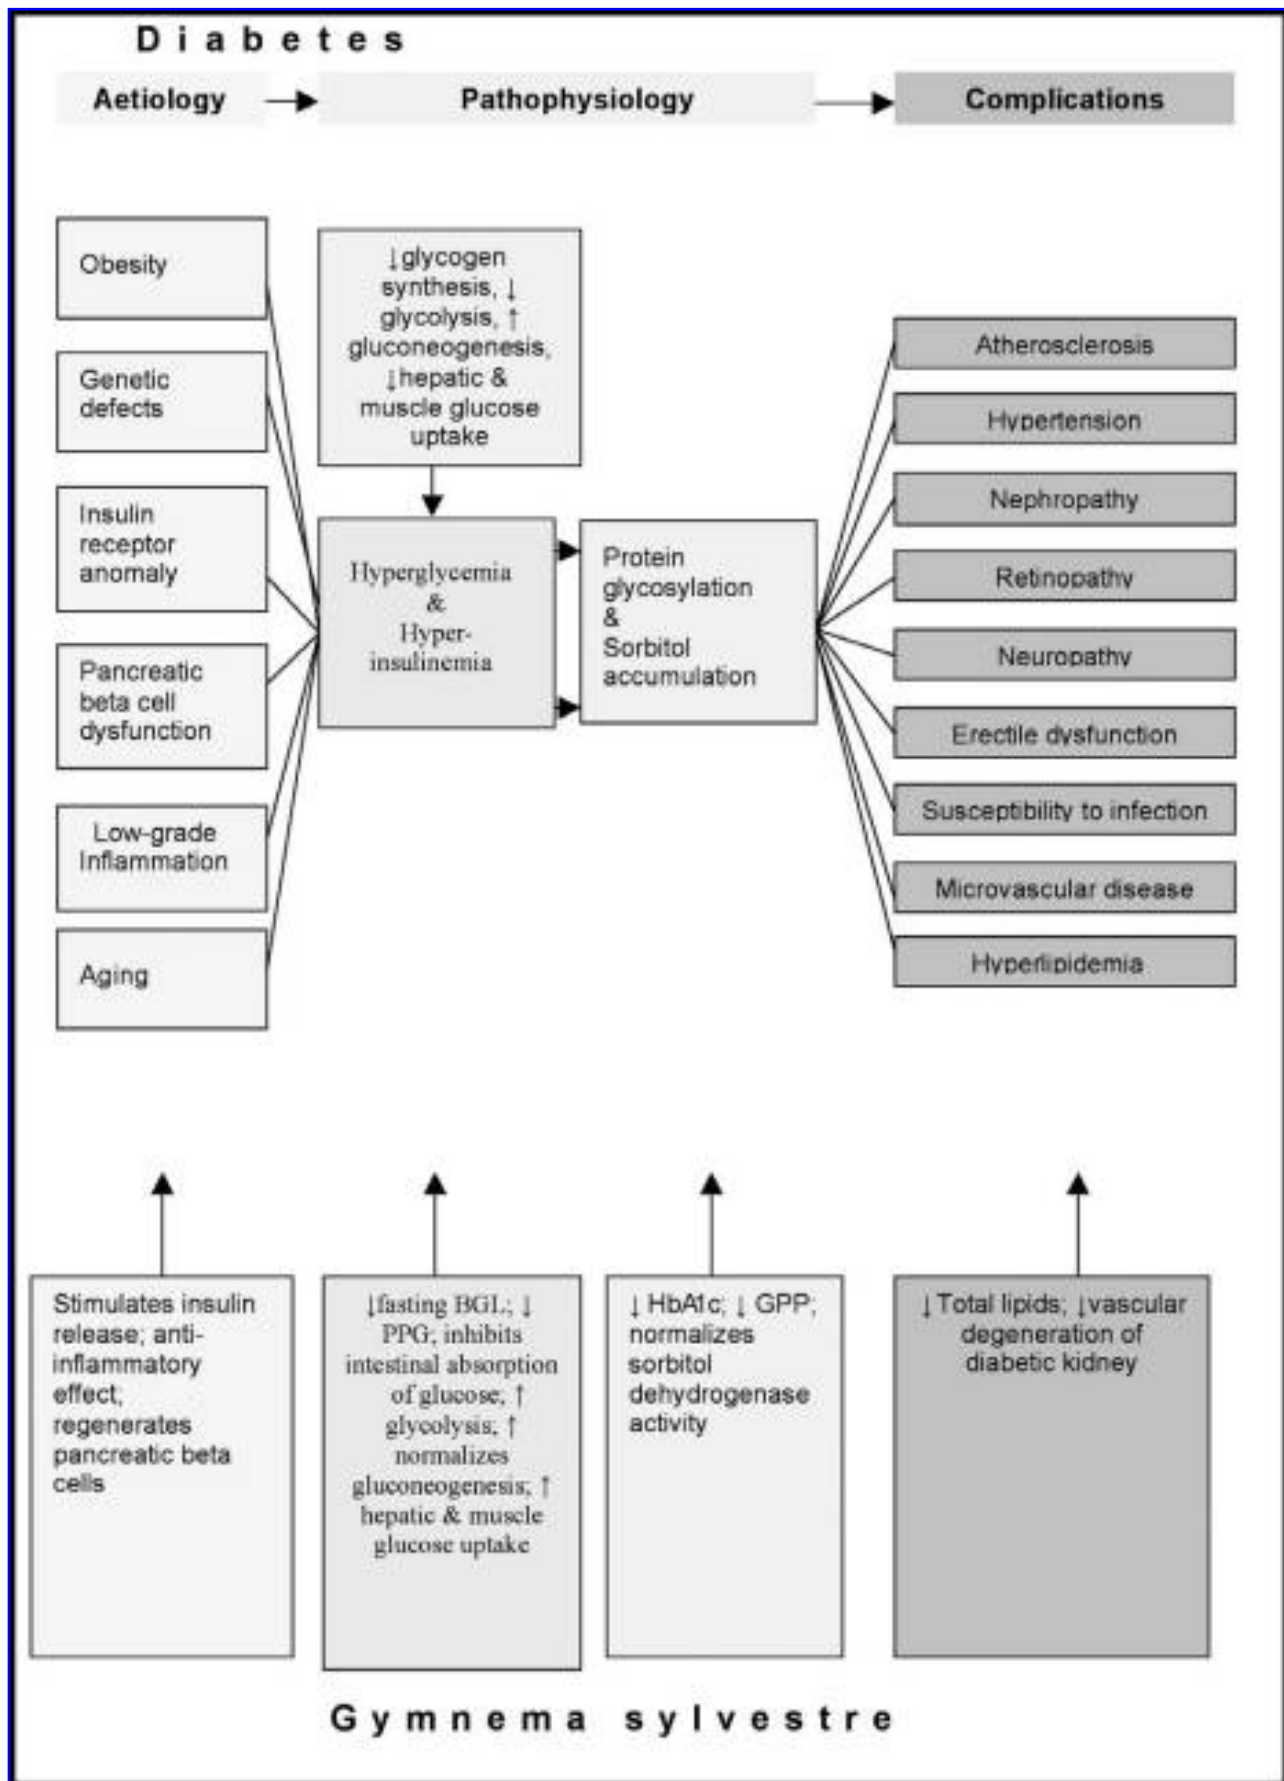 Diabetes
Aetiology
Pathophysiology
Complications
Obesity
Genetic
defects
Insulin
receptor
anomaly
Pancreatic
beta cell
dysfunction
Low-grade
Inflammation
Aging
↓glycogen
synthesis, ↓
glycolysis, ↑
gluconeogenesis,
↓hepatic &
muscle glucose
uptake
Hyperglycemia
&
Hyper-
insulinemia
Protein
glycosylation
&
Sorbitol
accumulation
Atherosclerosis
Hypertension
Nephropathy
Retinopathy
Neuropathy
Erectile dysfunction
Susceptibility to infection
Microvascular disease
Hyperlipidemia
Stimulates insulin
release; anti-
inflammatory
effect;
regenerates
pancreatic beta
cells
↓fasting BGL; ↓
PPG; inhibits
intestinal absorption
of glucose; ↑
glycolysis; ↑
normalizes
gluconeogenesis; ↑
hepatic & muscle
glucose uptake
↓ HbA1c; ↓ GPP;
normalizes
sorbitol
dehydrogenase
activity
↓ Total lipids; ↓vascular
degeneration of
diabetic kidney
Gymnema sylvestre